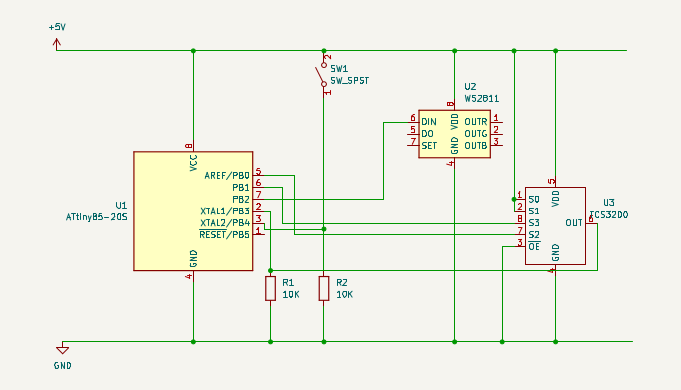 +5V
2
SW1
SW_SPST
1
U2
WS2811
8
6 DIN VDD OUTR 1
5 DO OUTG 2
7 SET GND OUTB 3
4
8
VCC
AREF/PB0 5
PB1 6
PB2 7
XTAL1/PB3 2
XTAL2/PB4 3
RESET/PB5 1
GND
4
U1
ATtiny85-20S
5
VDD
1 S0
2 S1
8 S3
7 S2
3 OE
OUT 6
GND
4
U3
TCS3200
R1
10K
R2
10K
GND